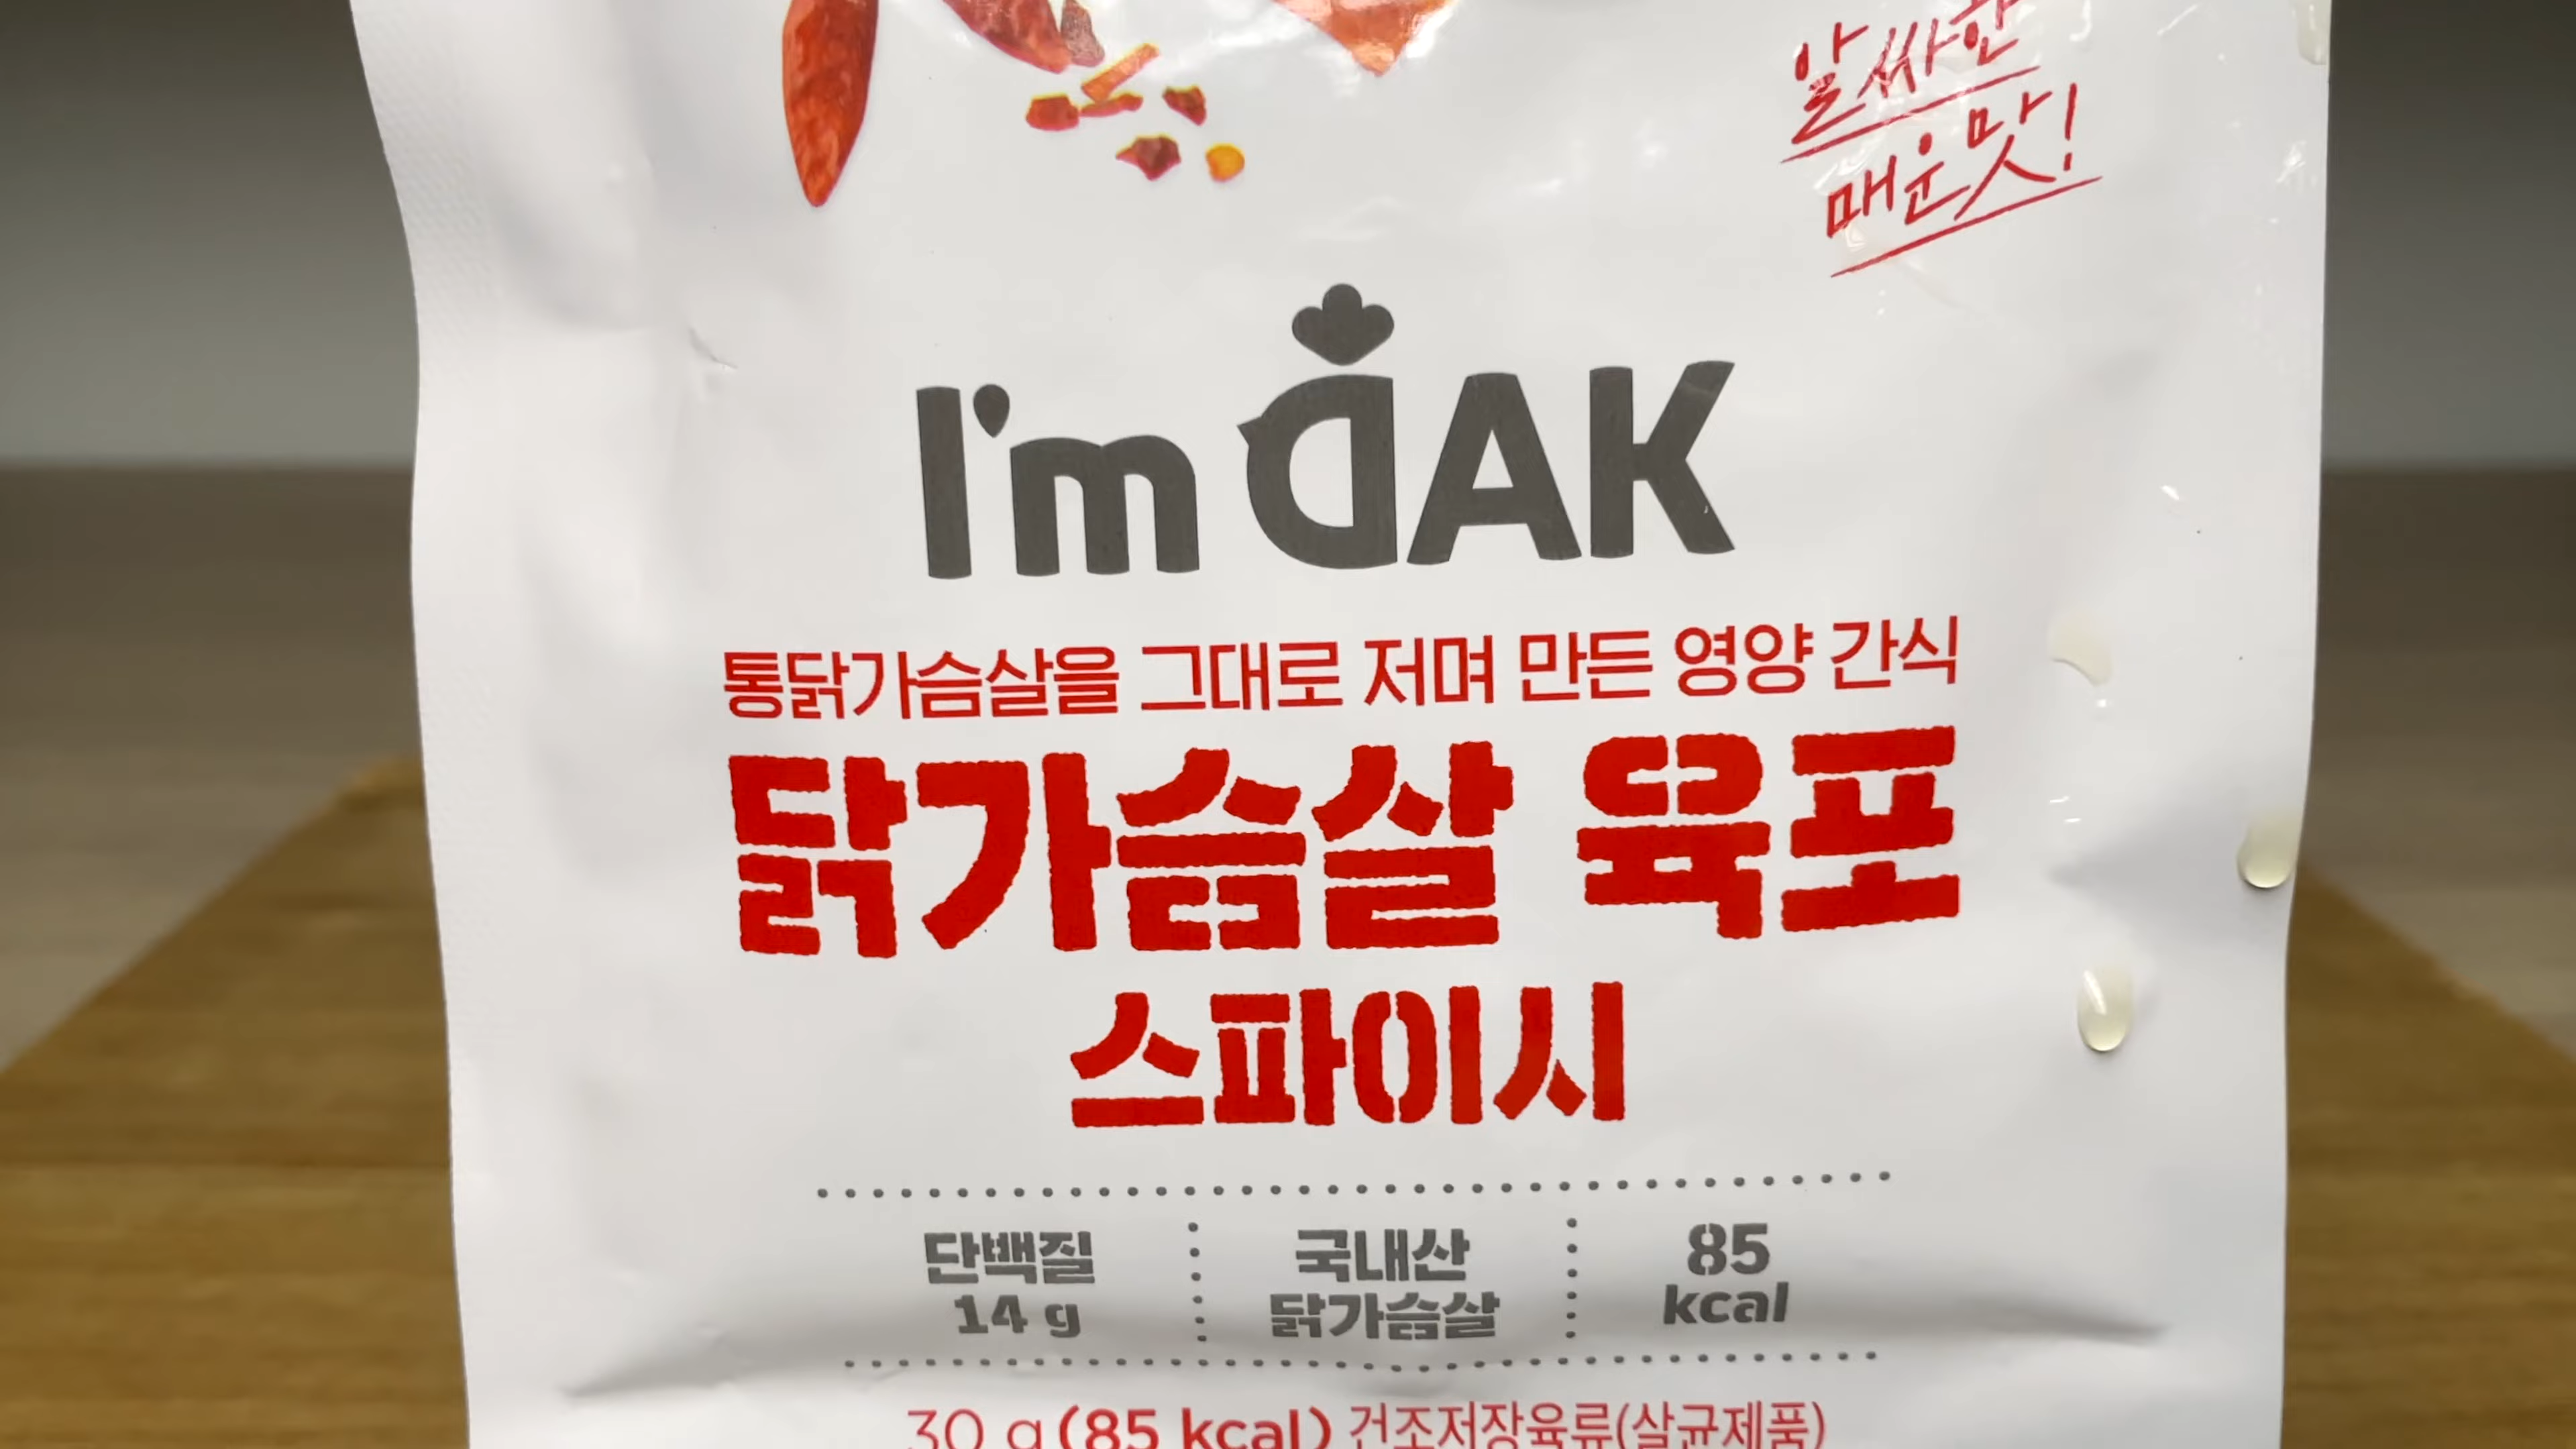 알싸한
매운맛!
I'm DAK
통닭가슴살을 그대로 저며 만든 영양 간식
닭가슴살 육포
스파이시
단백질
14 g
국내산
닭가슴살
85
kcal
30 g (85 kcal) 건조저장육류(살균제품)